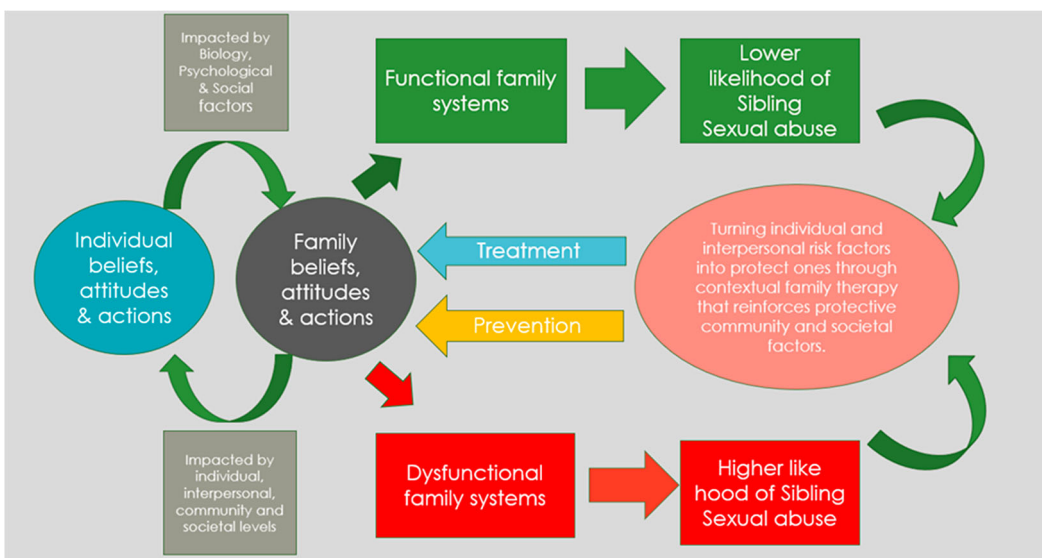 Impacted by
Biology,
Psychological
& Social
factors
Functional family
systems
Lower
likelihood of
Sibling
Sexual abuse
Individual
beliefs,
attitudes
& actions
Family
beliefs,
attitudes
& actions
Treatment
Prevention
Turning individual and
interpersonal risk factors
into protect ones through
contextual family therapy
that reinforces protective
community and societal
factors.
Impacted by
individual,
interpersonal,
community and
societal levels
Dysfunctional
family systems
Higher like
hood of Sibling
Sexual abuse